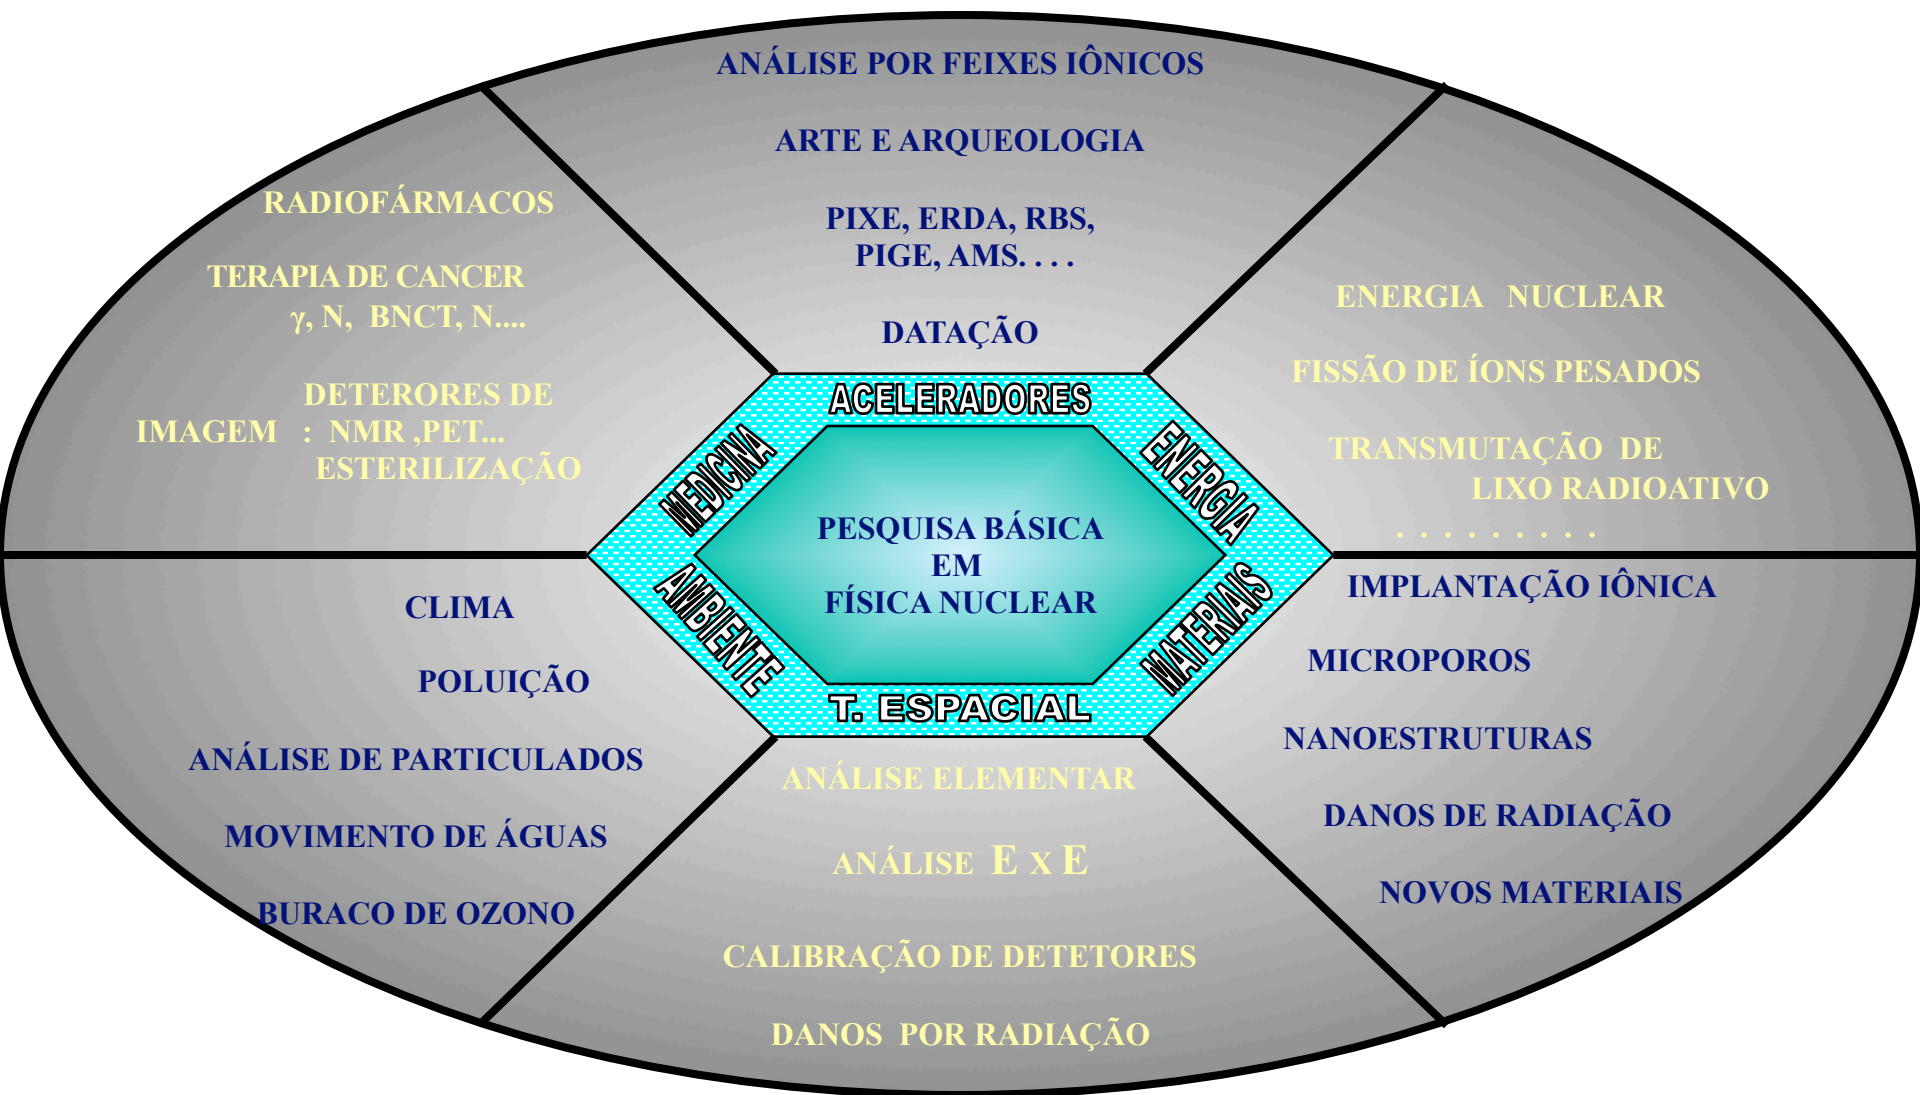 ANÁLISE POR FEIXES IÔNICOS
ARTE E ARQUEOLOGIA
PIXE, ERDA, RBS,
PIGE, AMS. . . .
DATAÇÃO
RADIOFÁRMACOS
TERAPIA DE CANCER
γ, N, BNCT, N....
DETERORES DE
IMAGEM : NMR ,PET...
ESTERILIZAÇÃO
ENERGIA NUCLEAR
FISSÃO DE ÍONS PESADOS
TRANSMUTAÇÃO DE
LIXO RADIOATIVO
. . . . . . . . .
ACELERADORES
MEDICINA
ENERGIA
PESQUISA BÁSICA
EM
FÍSICA NUCLEAR
AMBIENTE
MATERIAIS
T. ESPACIAL
CLIMA
POLUIÇÃO
ANÁLISE DE PARTICULADOS
MOVIMENTO DE ÁGUAS
BURACO DE OZONO
ANÁLISE ELEMENTAR
ANÁLISE E X E
CALIBRAÇÃO DE DETETORES
DANOS POR RADIAÇÃO
IMPLANTAÇÃO IÔNICA
MICROPOROS
NANOESTRUTURAS
DANOS DE RADIAÇÃO
NOVOS MATERIAIS